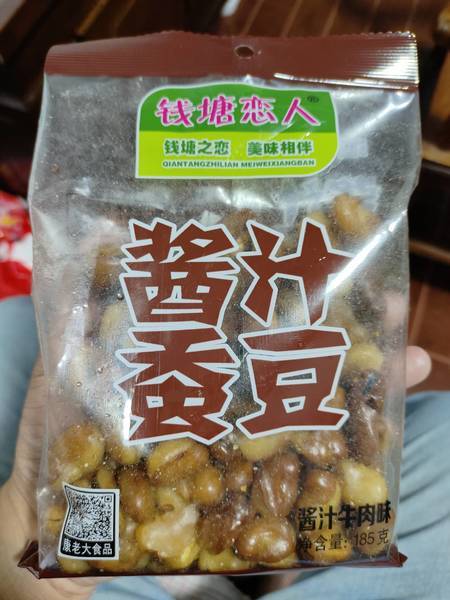 钱塘恋人®
钱塘之恋 美味相伴
QIANTANGZHILIAN MEIWEIXIANGBAN
酱汁
蚕豆
酱汁牛肉味
净含量:185克
康老大食品